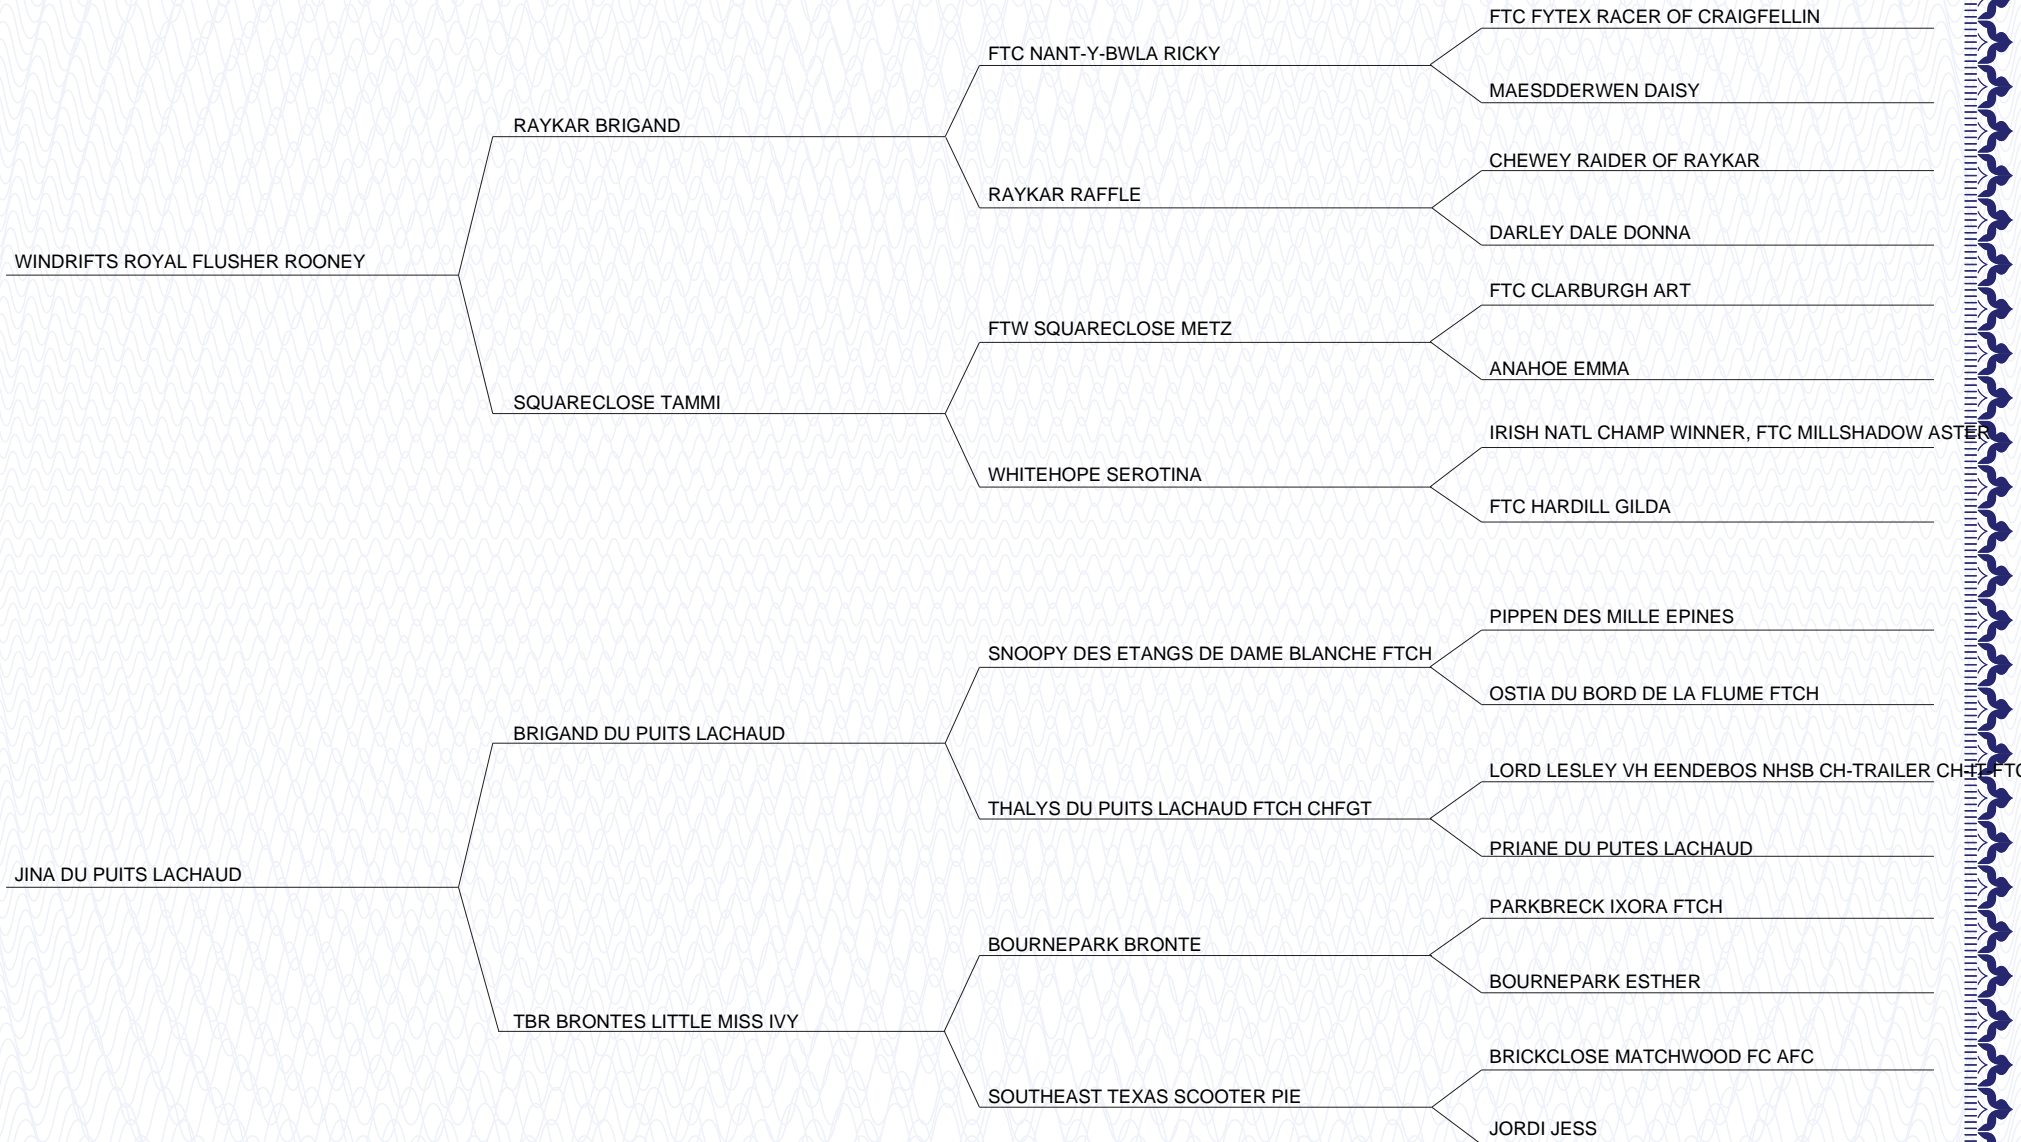 FTC FYTEX RACER OF CRAIGFELLIN
FTC NANT-Y-BWLA RICKY
MAESDDERWEN DAISY
RAYKAR BRIGAND
CHEWEY RAIDER OF RAYKAR
RAYKAR RAFFLE
DARLEY DALE DONNA
WINDRIFTS ROYAL FLUSHER ROONEY
FTC CLARBURGH ART
FTW SQUARECLOSE METZ
ANAHOE EMMA
SQUARECLOSE TAMMI
IRISH NATL CHAMP WINNER, FTC MILLSHADOW ASTER
WHITEHOPE SEROTINA
FTC HARDILL GILDA
PIPPEN DES MILLE EPINES
SNOOPY DES ETANGS DE DAME BLANCHE FTCH
OSTIA DU BORD DE LA FLUME FTCH
BRIGAND DU PUITS LACHAUD
LORD LESLEY VH EENDEBOS NHSB CH-TRAILER CH-IT FTC
THALYS DU PUITS LACHAUD FTCH CHFGT
PRIANE DU PUTES LACHAUD
JINA DU PUITS LACHAUD
PARKBRECK IXORA FTCH
BOURNEPARK BRONTE
BOURNEPARK ESTHER
TBR BRONTES LITTLE MISS IVY
BRICKCLOSE MATCHWOOD FC AFC
SOUTHEAST TEXAS SCOOTER PIE
JORDI JESS